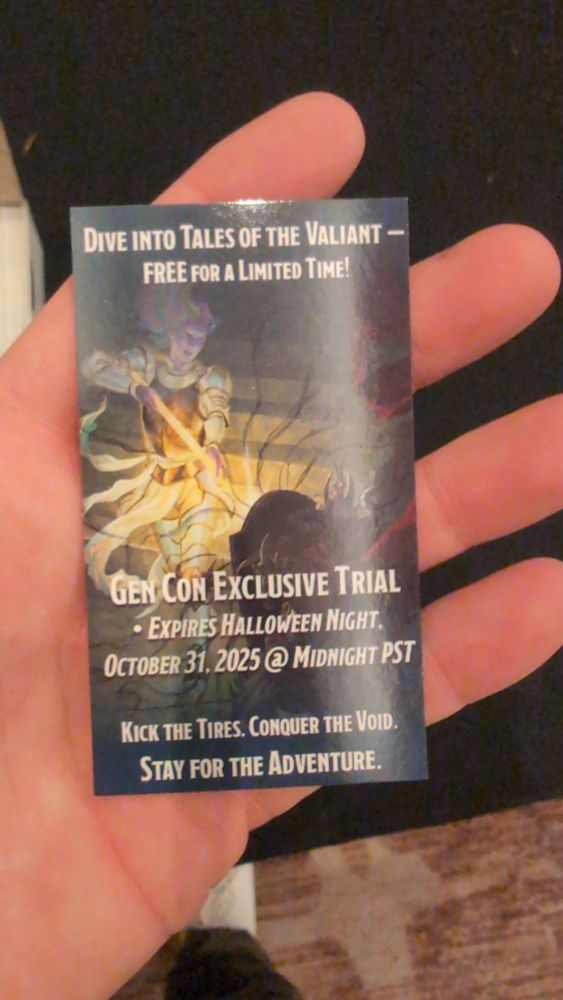 Dive into Tales of the Valiant –
FREE for a Limited Time!
Gen Con Exclusive Trial
• Expires Halloween Night,
October 31, 2025 @ Midnight PST
Kick the Tires. Conquer the Void.
Stay for the Adventure.